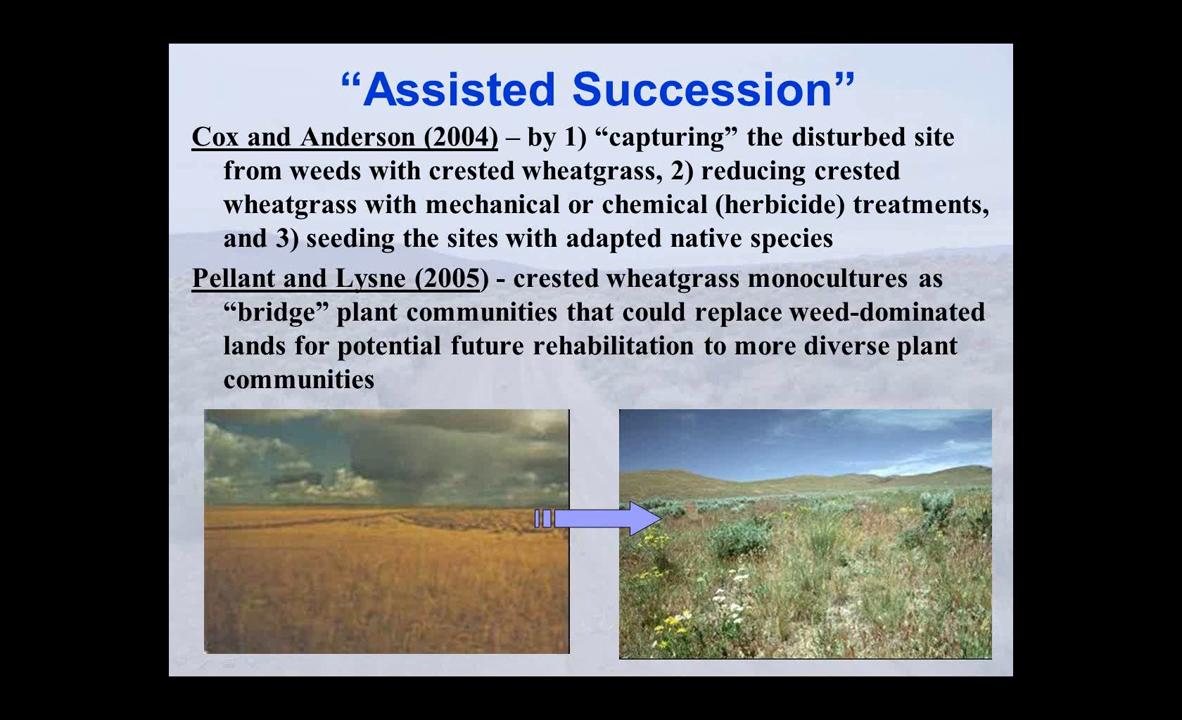 “Assisted Succession”
Cox and Anderson (2004) – by 1) “capturing” the disturbed site
from weeds with crested wheatgrass, 2) reducing crested
wheatgrass with mechanical or chemical (herbicide) treatments,
and 3) seeding the sites with adapted native species
Pellant and Lysne (2005) - crested wheatgrass monocultures as
“bridge” plant communities that could replace weed-dominated
lands for potential future rehabilitation to more diverse plant
communities